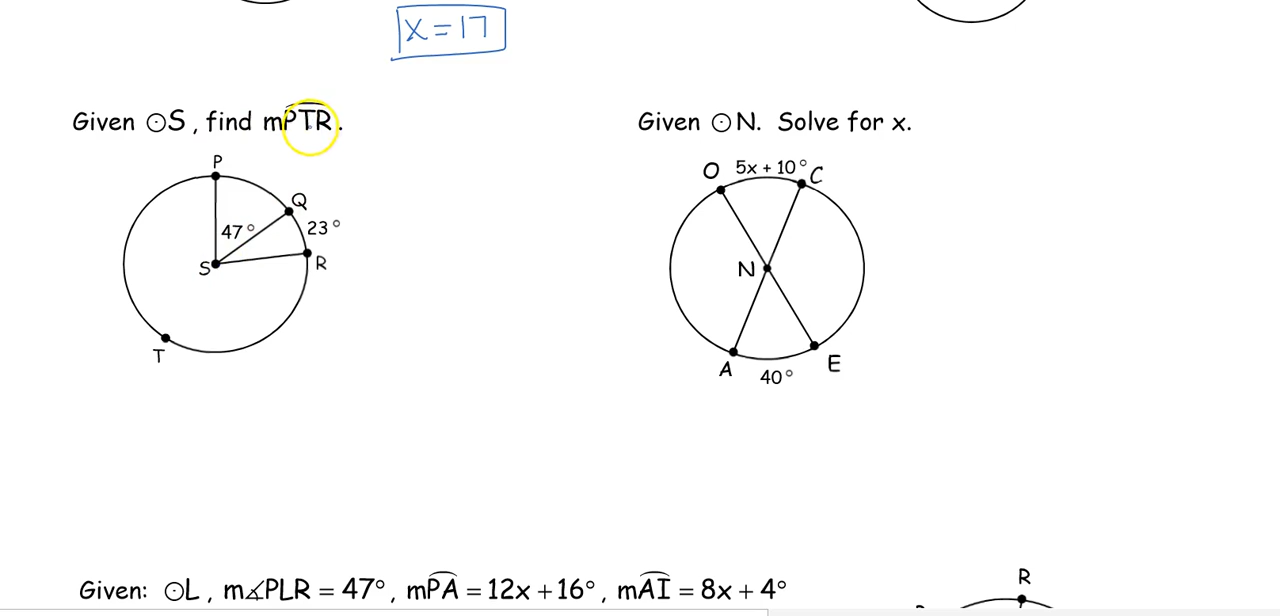 x = 17
Given ⊙S, find mPTR.
P
Q
47°
23°
S
R
T
Given ⊙N. Solve for x.
O 5x + 10° C
N
A
40°
E
Given: ⊙L, m∡PLR = 47°, mPA = 12x + 16°, mAI = 8x + 4°
R